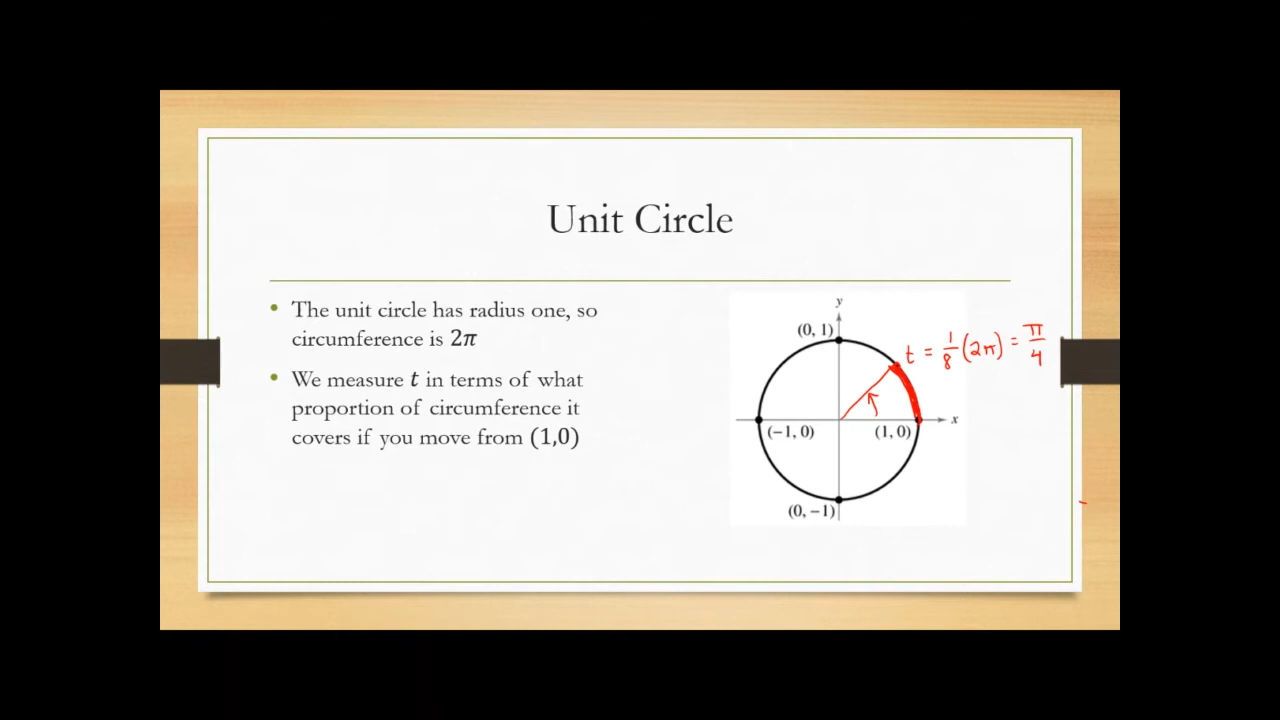 Unit Circle
• The unit circle has radius one, so
circumference is 2π
• We measure t in terms of what
proportion of circumference it
covers if you move from (1,0)
y
(0, 1)
t = 1/8 (2π) = π/4
x
(−1, 0)
(1, 0)
(0, −1)